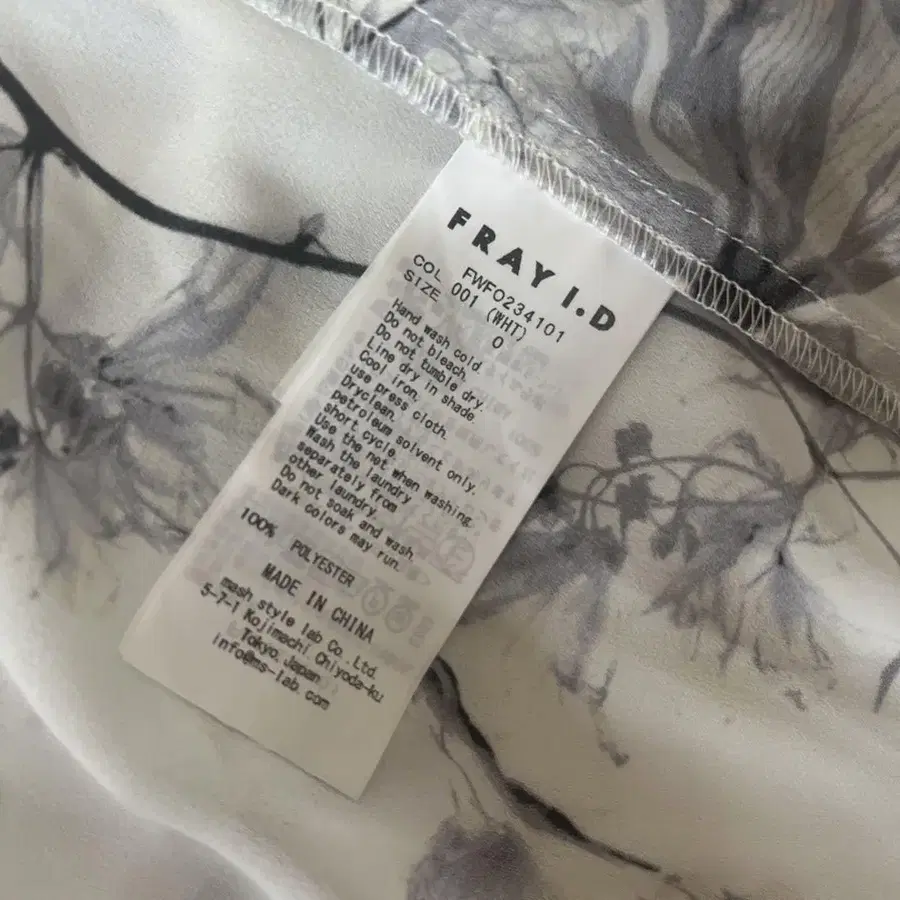 FRAY I.D
FWFO234101
COL 001 (WHT)
SIZE 0
Hand wash cold.
Do not bleach.
Do not tumble dry.
Line dry in shade.
Cool iron.
use press cloth.
Dryclean.
petroleum solvent only.
short cycle.
Use the net when washing.
Wash the laundry
separately from
other laundry.
Do not soak and wash.
Dark colors may run.
100% POLYESTER
MADE IN CHINA
mash style lab Co.,Ltd.
5-7-1 Kojimachi Chiyoda-ku
Tokyo,Japan
info@ms-lab.com